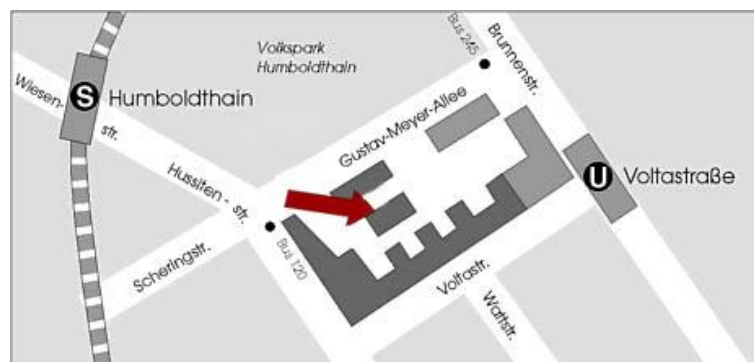 Volkspark
Humboldthain
Bus 245
Brunnenstr.
Wiesen-
str.
S Humboldthain
Gustav-Meyer-Allee
Hussiten-
str.
U Voltastraße
Scheringstr.
Bus 120
Voltastr.
Wattstr.